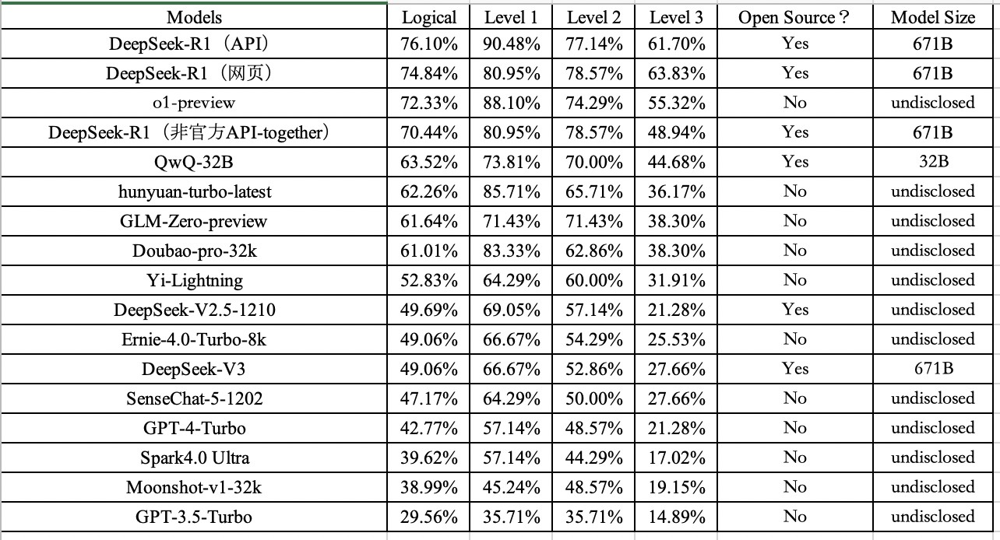 Models Logical Level 1 Level 2 Level 3 Open Source？ Model Size
DeepSeek-R1（API） 76.10% 90.48% 77.14% 61.70% Yes 671B
DeepSeek-R1（网页） 74.84% 80.95% 78.57% 63.83% Yes 671B
o1-preview 72.33% 88.10% 74.29% 55.32% No undisclosed
DeepSeek-R1（非官方API-together） 70.44% 80.95% 78.57% 48.94% Yes 671B
QwQ-32B 63.52% 73.81% 70.00% 44.68% Yes 32B
hunyuan-turbo-latest 62.26% 85.71% 65.71% 36.17% No undisclosed
GLM-Zero-preview 61.64% 71.43% 71.43% 38.30% No undisclosed
Doubao-pro-32k 61.01% 83.33% 62.86% 38.30% No undisclosed
Yi-Lightning 52.83% 64.29% 60.00% 31.91% No undisclosed
DeepSeek-V2.5-1210 49.69% 69.05% 57.14% 21.28% Yes undisclosed
Ernie-4.0-Turbo-8k 49.06% 66.67% 54.29% 25.53% No undisclosed
DeepSeek-V3 49.06% 66.67% 52.86% 27.66% Yes 671B
SenseChat-5-1202 47.17% 64.29% 50.00% 27.66% No undisclosed
GPT-4-Turbo 42.77% 57.14% 48.57% 21.28% No undisclosed
Spark4.0 Ultra 39.62% 57.14% 44.29% 17.02% No undisclosed
Moonshot-v1-32k 38.99% 45.24% 48.57% 19.15% No undisclosed
GPT-3.5-Turbo 29.56% 35.71% 35.71% 14.89% No undisclosed